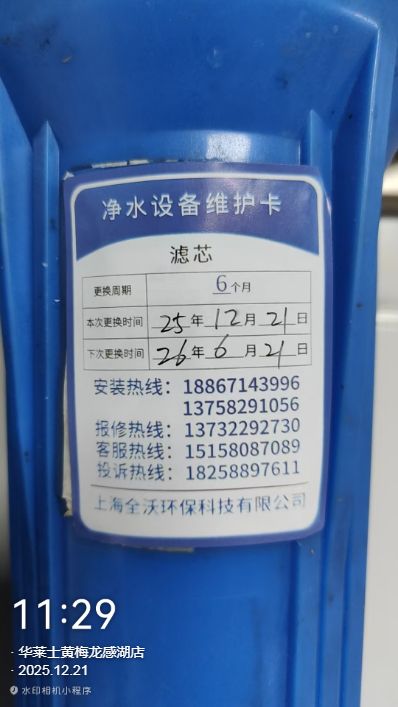 净水设备维护卡
滤芯
更换周期 6个月
本次更换时间 25年12月21日
下次更换时间 26年6月21日
安装热线：18867143996
13758291056
报修热线：13732292730
客服热线：15158087089
投诉热线：18258897611
上海全沃环保科技有限公司
11:29
· 华莱士黄梅龙感湖店
· 2025.12.21
水印相机小程序